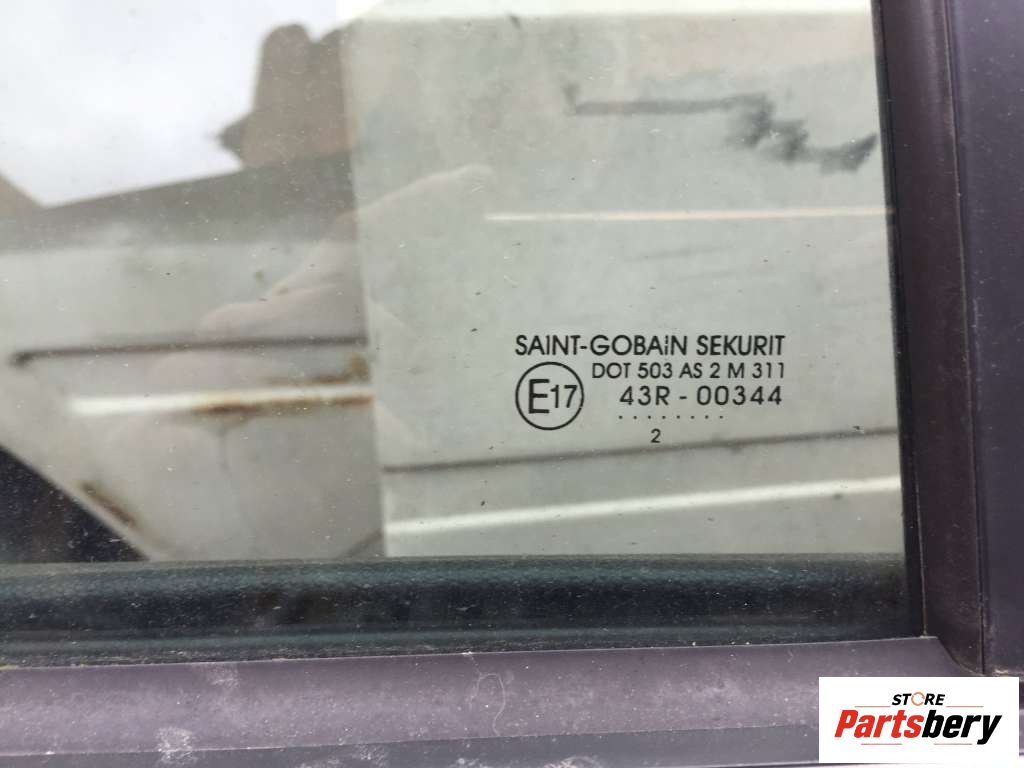 SAINT-GOBAIN SEKURIT
DOT 503 AS 2 M 311
E17
43R - 00344
. . . . . . . .
2
STORE
Partsbery